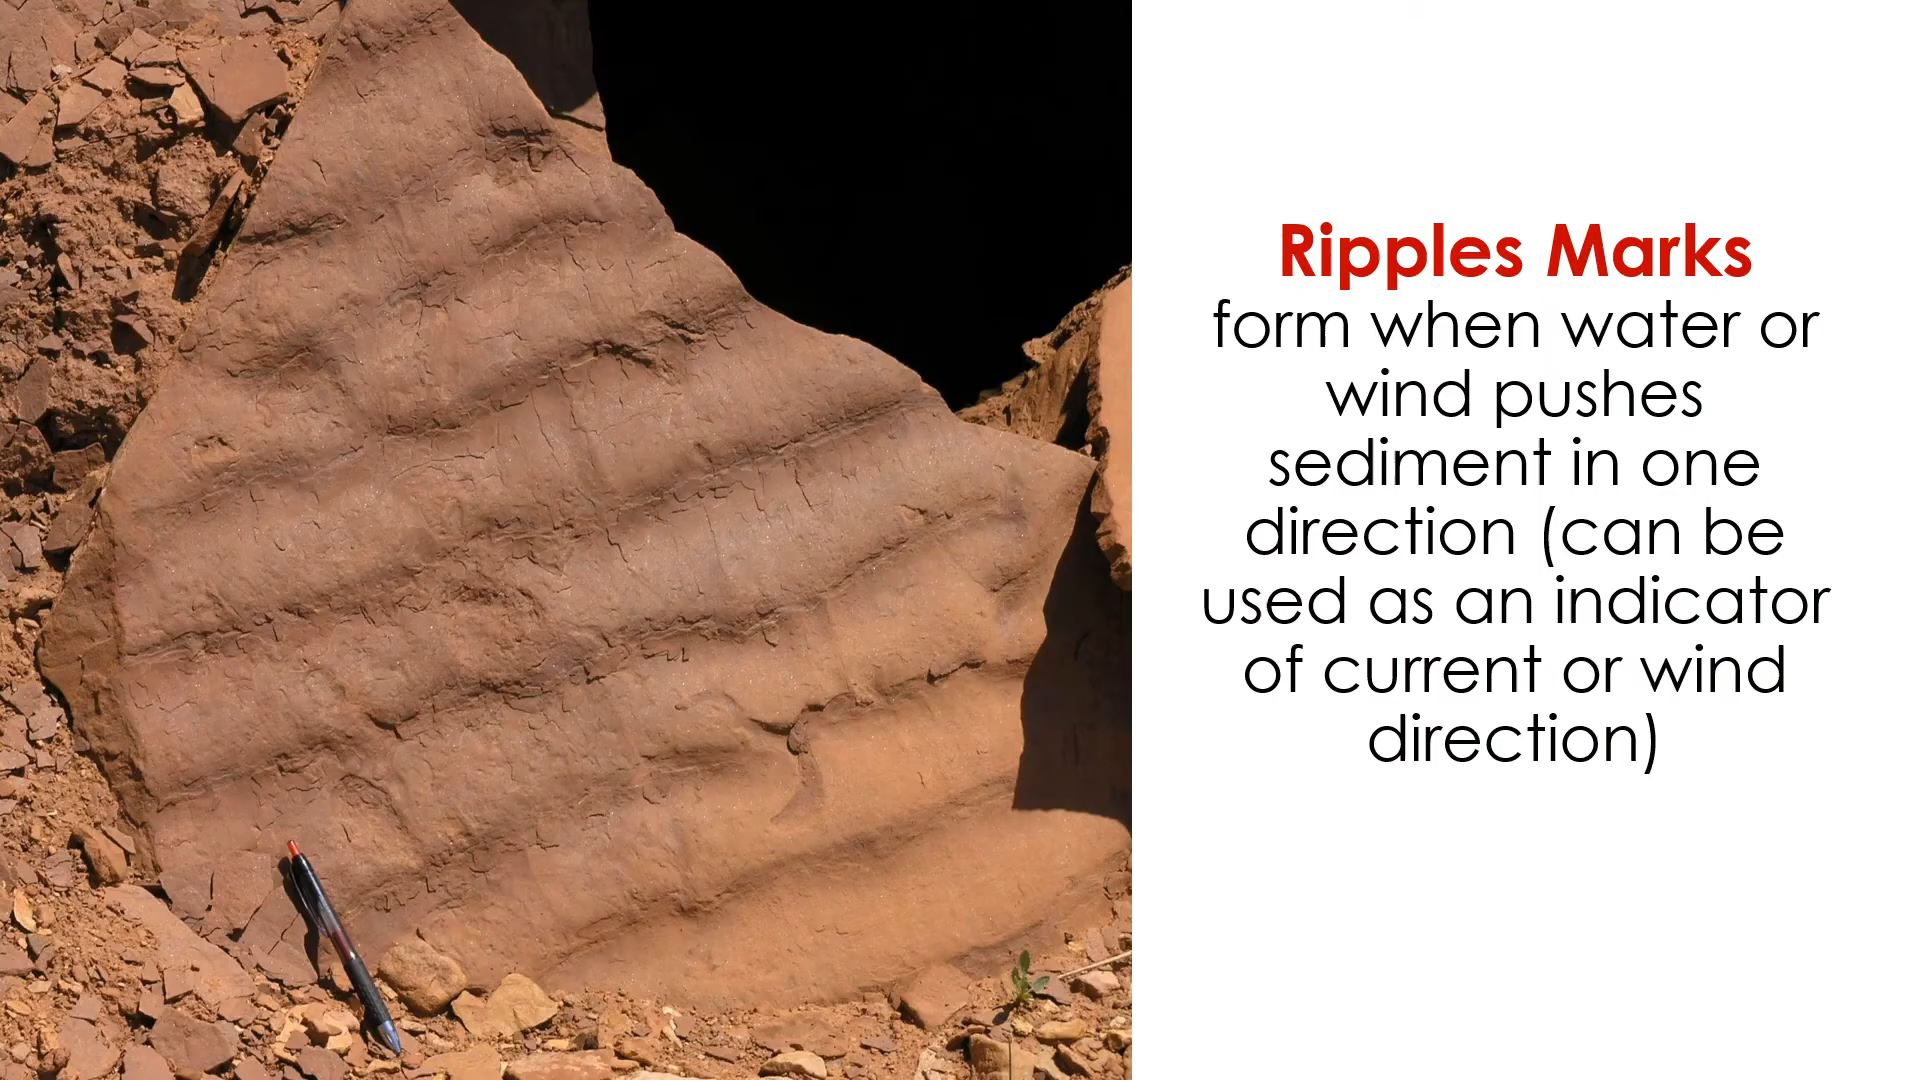 Ripples Marks
form when water or
wind pushes
sediment in one
direction (can be
used as an indicator
of current or wind
direction)